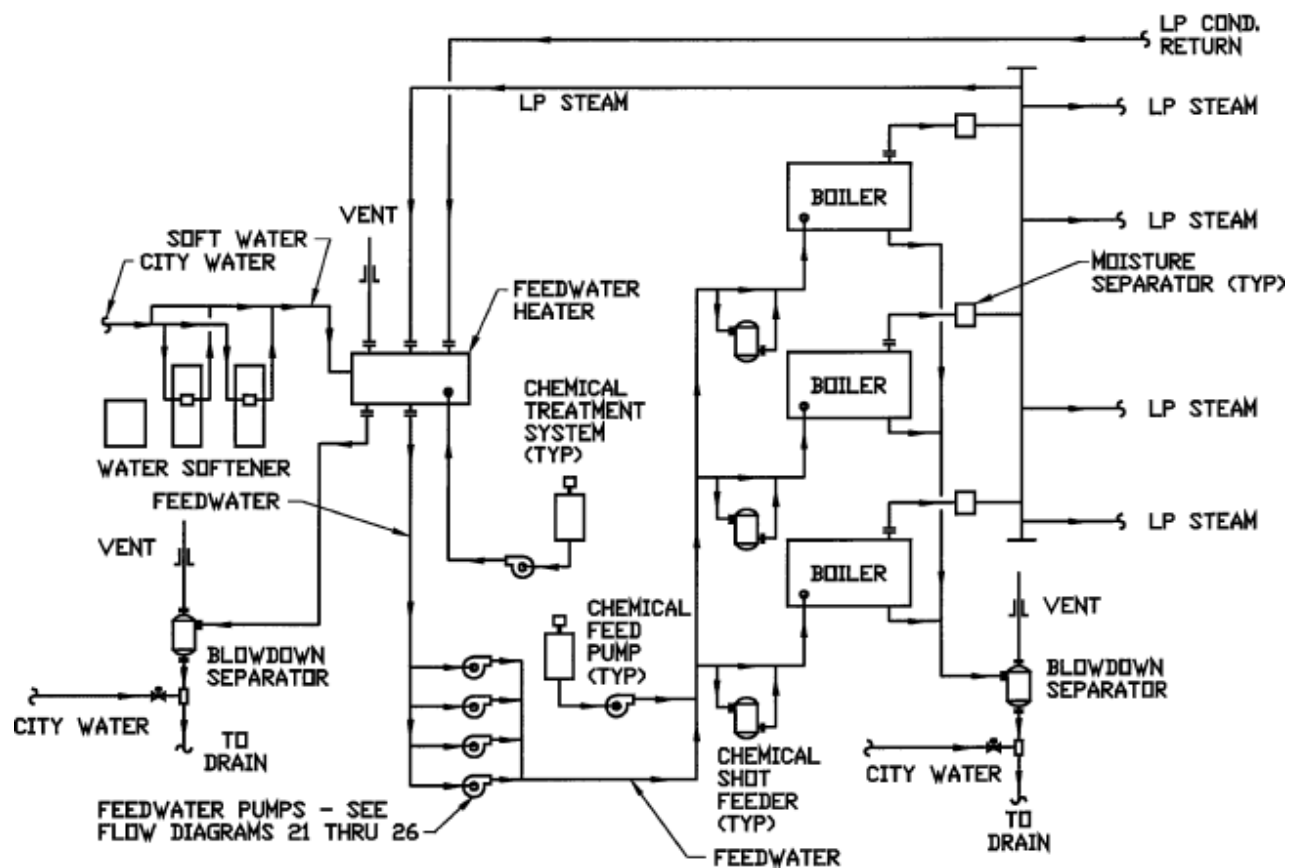 LP COND.
RETURN
LP STEAM
LP STEAM
BOILER
VENT
LP STEAM
SOFT WATER
CITY WATER
MOISTURE
SEPARATOR (TYP)
FEEDWATER
HEATER
BOILER
CHEMICAL
TREATMENT
SYSTEM
(TYP)
LP STEAM
WATER SOFTENER
FEEDWATER
LP STEAM
VENT
BOILER
CHEMICAL
FEED
PUMP
(TYP)
VENT
BLOWDOWN
SEPARATOR
BLOWDOWN
SEPARATOR
CITY WATER
TO
DRAIN
CHEMICAL
SHOT
FEEDER
(TYP)
CITY WATER
FEEDWATER PUMPS - SEE
FLOW DIAGRAMS 21 THRU 26
TO
DRAIN
FEEDWATER